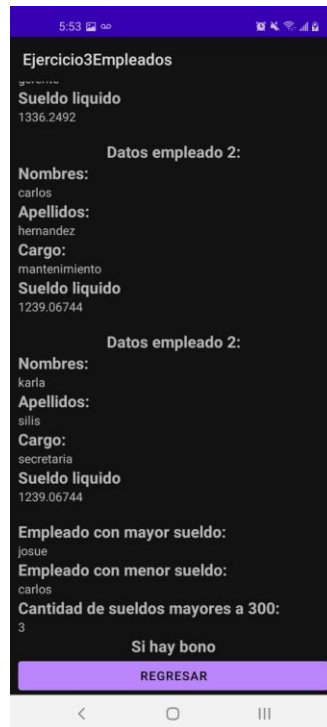 5:53
Ejercicio3Empleados
gerente
Sueldo liquido
1336.2492
Datos empleado 2:
Nombres:
carlos
Apellidos:
hernandez
Cargo:
mantenimiento
Sueldo liquido
1239.06744
Datos empleado 2:
Nombres:
karla
Apellidos:
silis
Cargo:
secretaria
Sueldo liquido
1239.06744
Empleado con mayor sueldo:
josue
Empleado con menor sueldo:
carlos
Cantidad de sueldos mayores a 300:
3
Si hay bono
REGRESAR